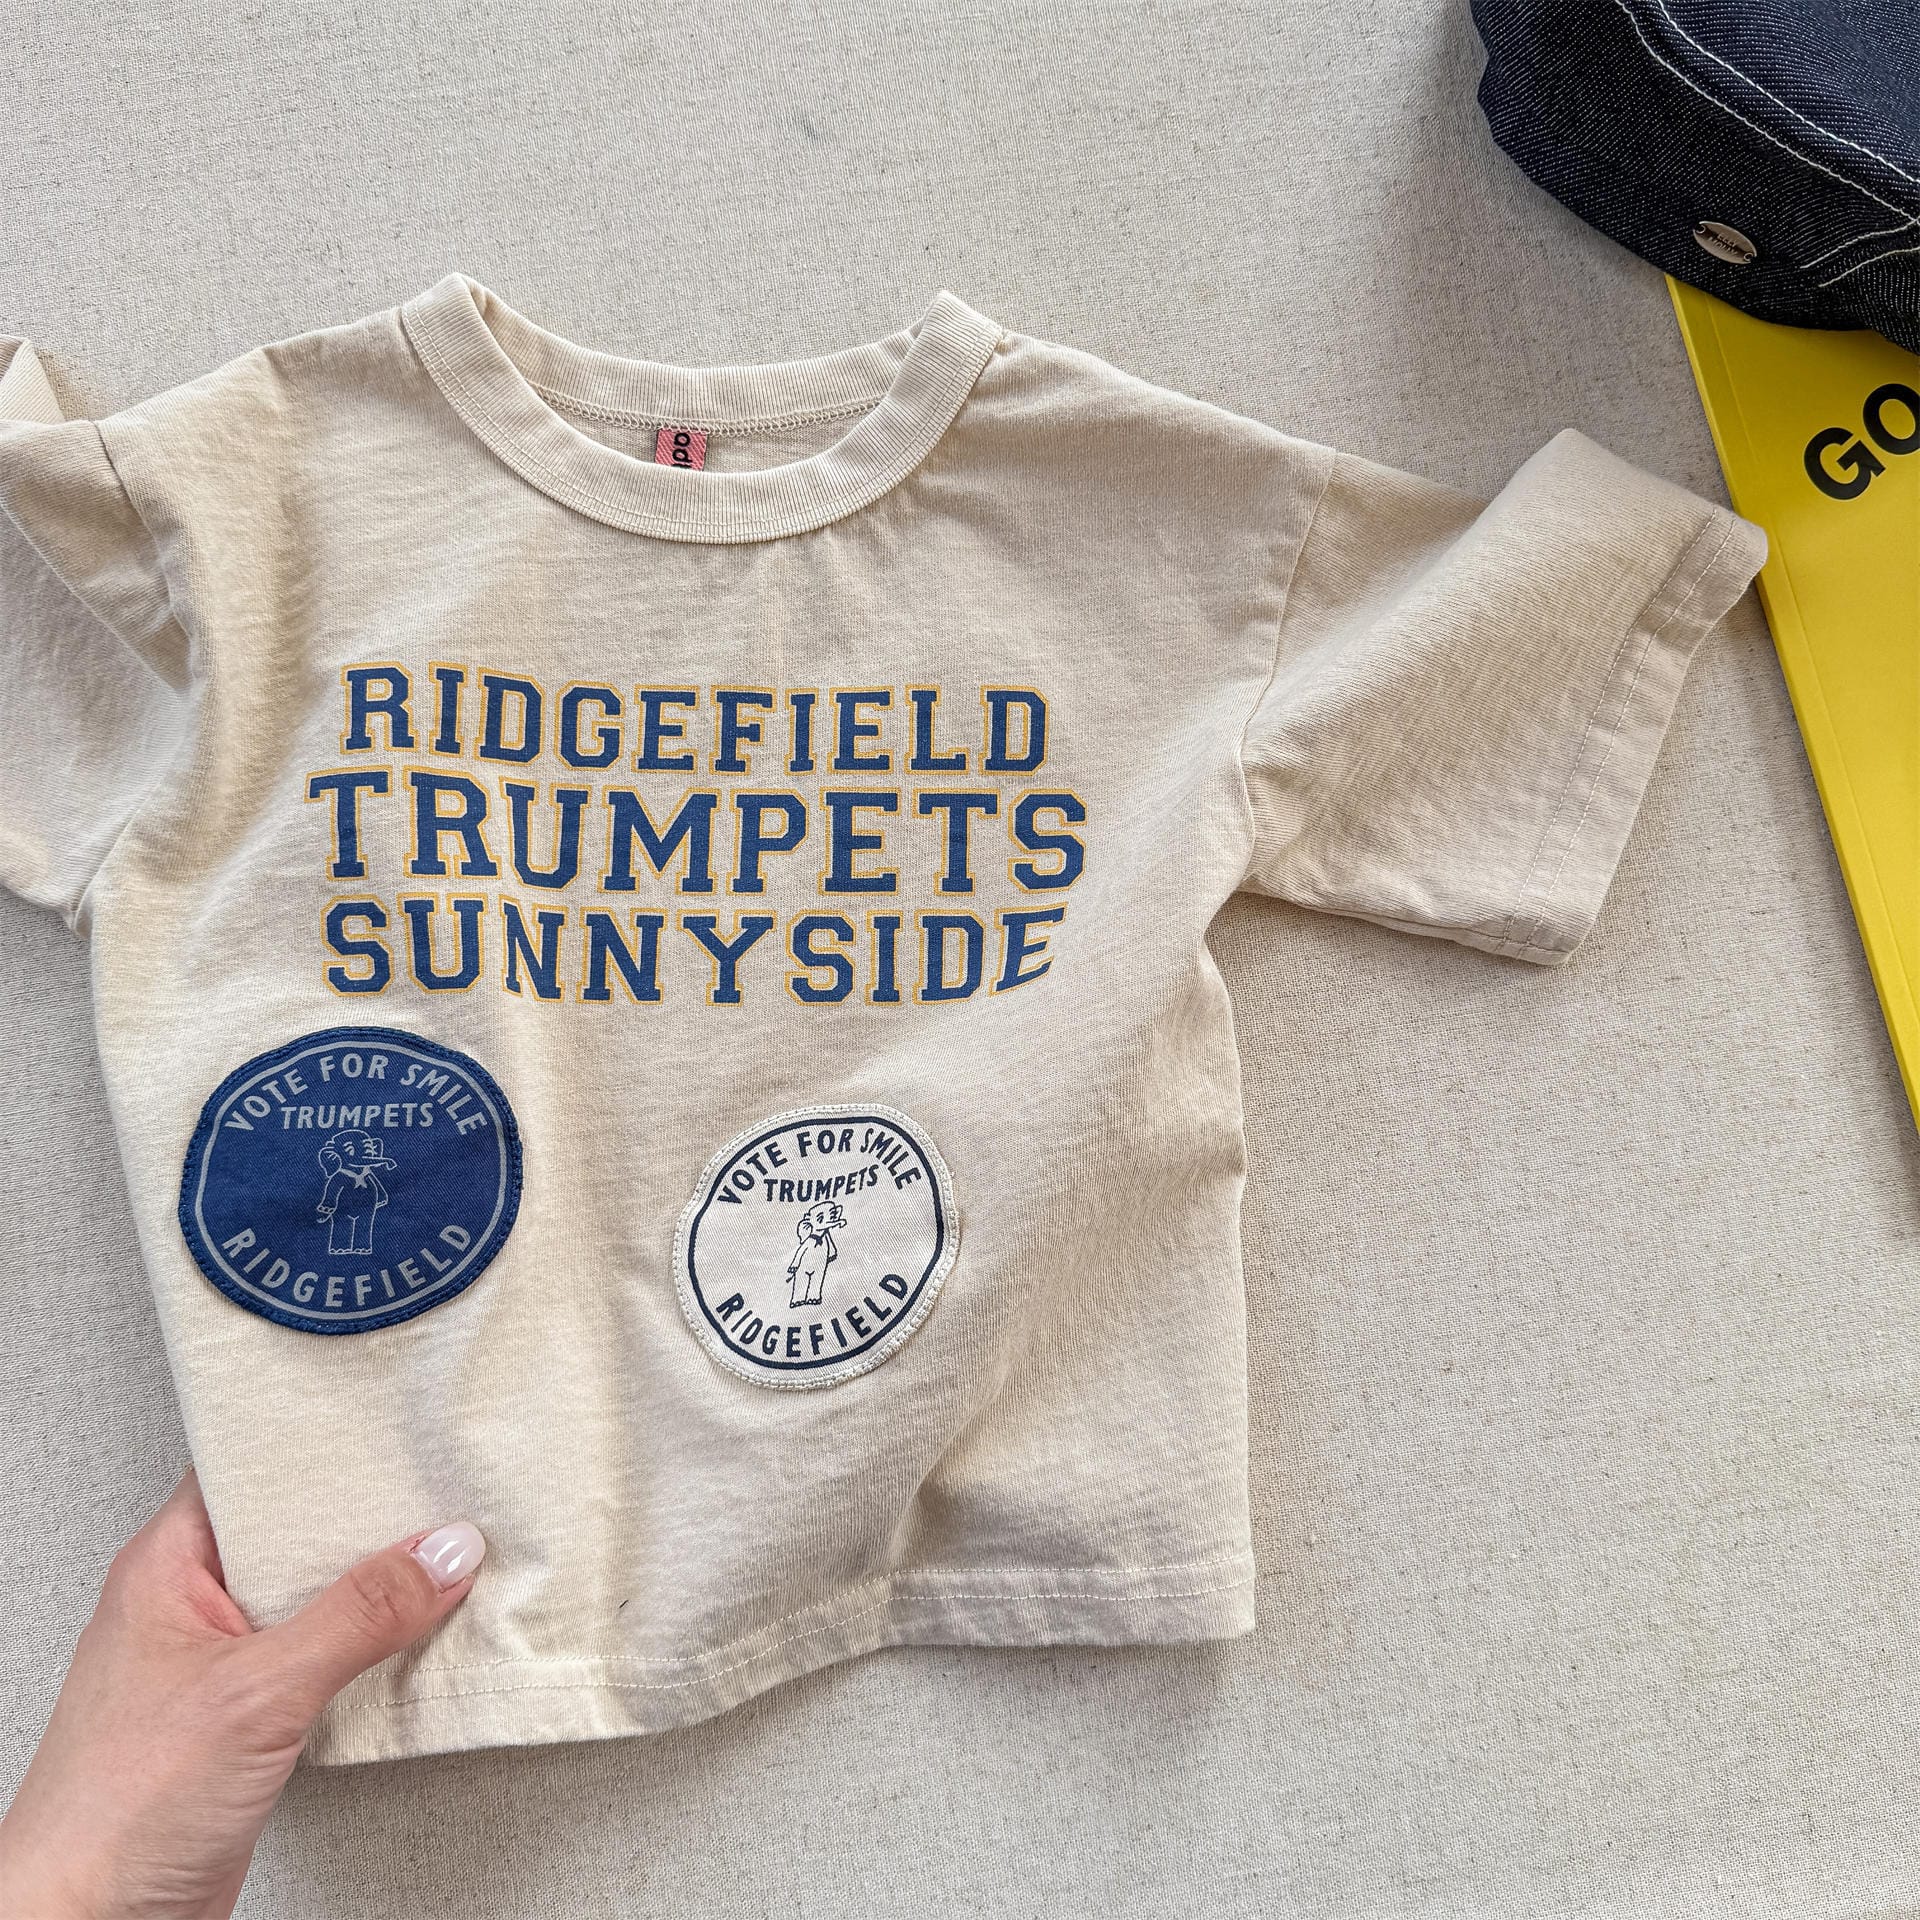 GO
RIDGEFIELD
TRUMPETS
SUNNYSIDE
VOTE FOR SMILE
TRUMPETS
RIDGEFIELD
VOTE FOR SMILE
TRUMPETS
RIDGEFIELD